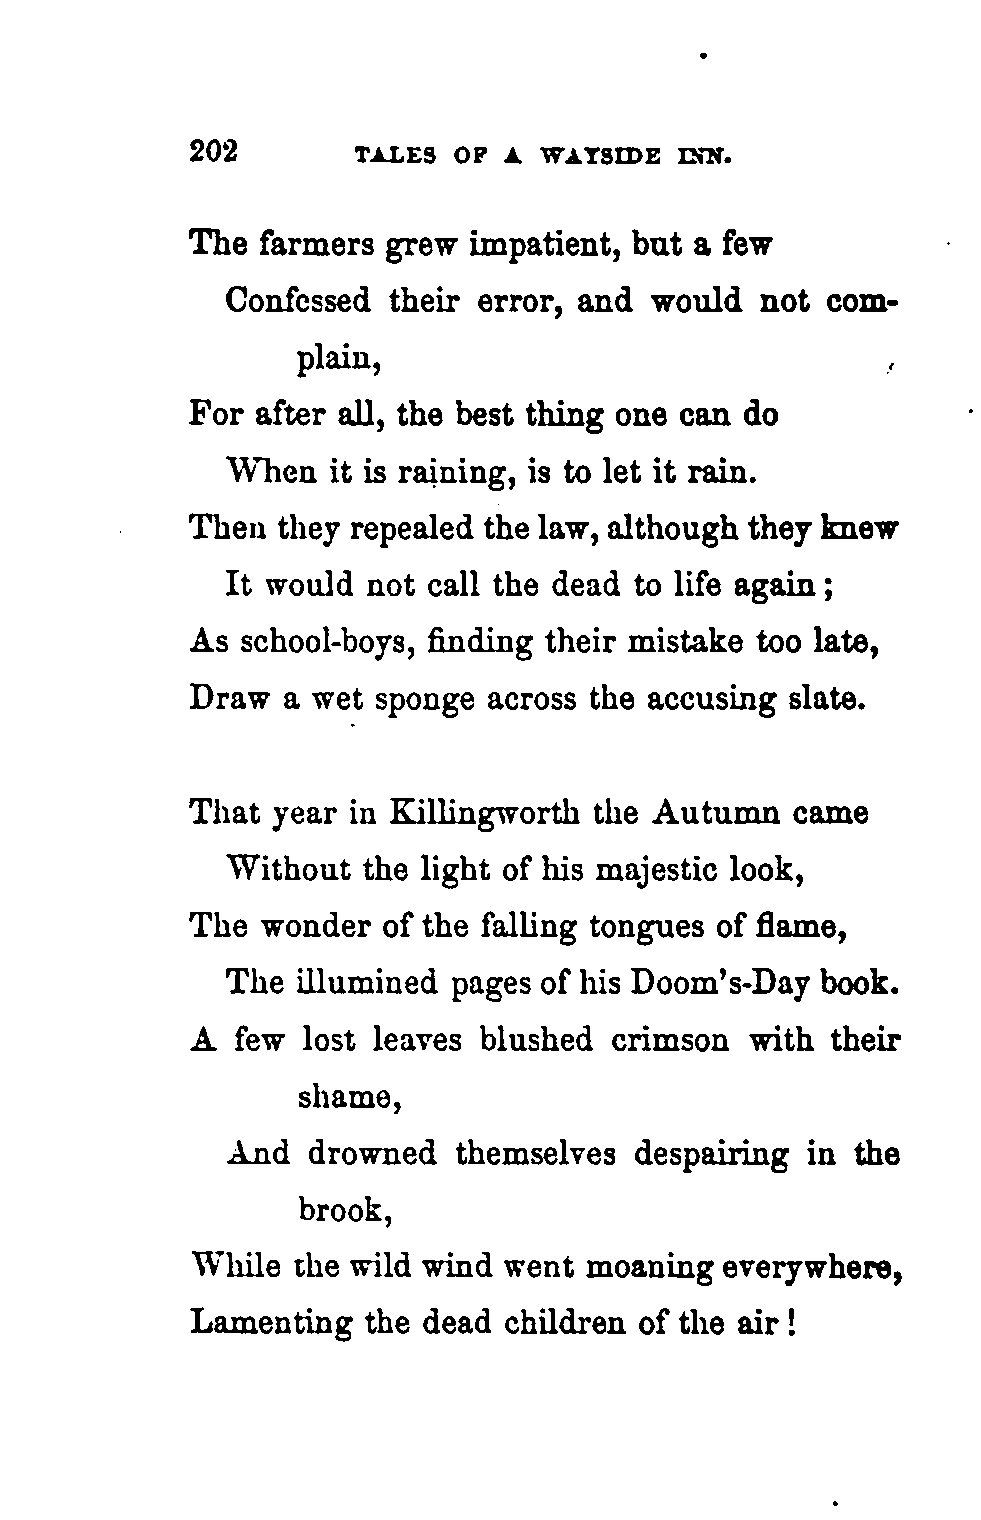 202 TALES OF A WAYSIDE INN.
The farmers grew impatient, but a few
Confessed their error, and would not com-
plain,
For after all, the best thing one can do
When it is raining, is to let it rain.
Then they repealed the law, although they knew
It would not call the dead to life again;
As school-boys, finding their mistake too late,
Draw a wet sponge across the accusing slate.
That year in Killingworth the Autumn came
Without the light of his majestic look,
The wonder of the falling tongues of flame,
The illumined pages of his Doom's-Day book.
A few lost leaves blushed crimson with their
shame,
And drowned themselves despairing in the
brook,
While the wild wind went moaning everywhere,
Lamenting the dead children of the air!